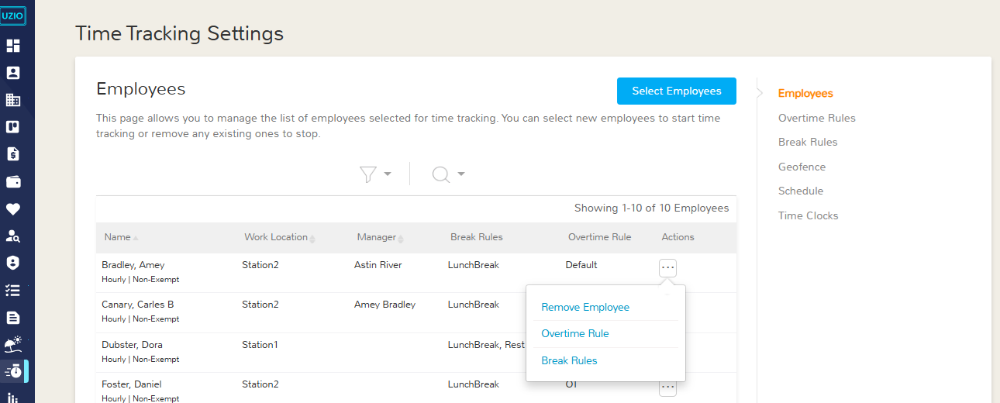 UZIO
Time Tracking Settings
Employees
Select Employees
This page allows you to manage the list of employees selected for time tracking. You can select new employees to start time
tracking or remove any existing ones to stop.
Employees
Overtime Rules
Break Rules
Geofence
Schedule
Time Clocks
Showing 1-10 of 10 Employees
Name Work Location Manager Break Rules Overtime Rule Actions
Bradley, Amey Station2 Astin River LunchBreak Default ...
Hourly | Non-Exempt
Canary, Carles B Station2 Amey Bradley LunchBreak
Hourly | Non-Exempt
Dubster, Dora Station1 LunchBreak, Rest
Hourly | Non-Exempt
Foster, Daniel Station2 LunchBreak OT ...
Hourly | Non-Exempt
Remove Employee
Overtime Rule
Break Rules